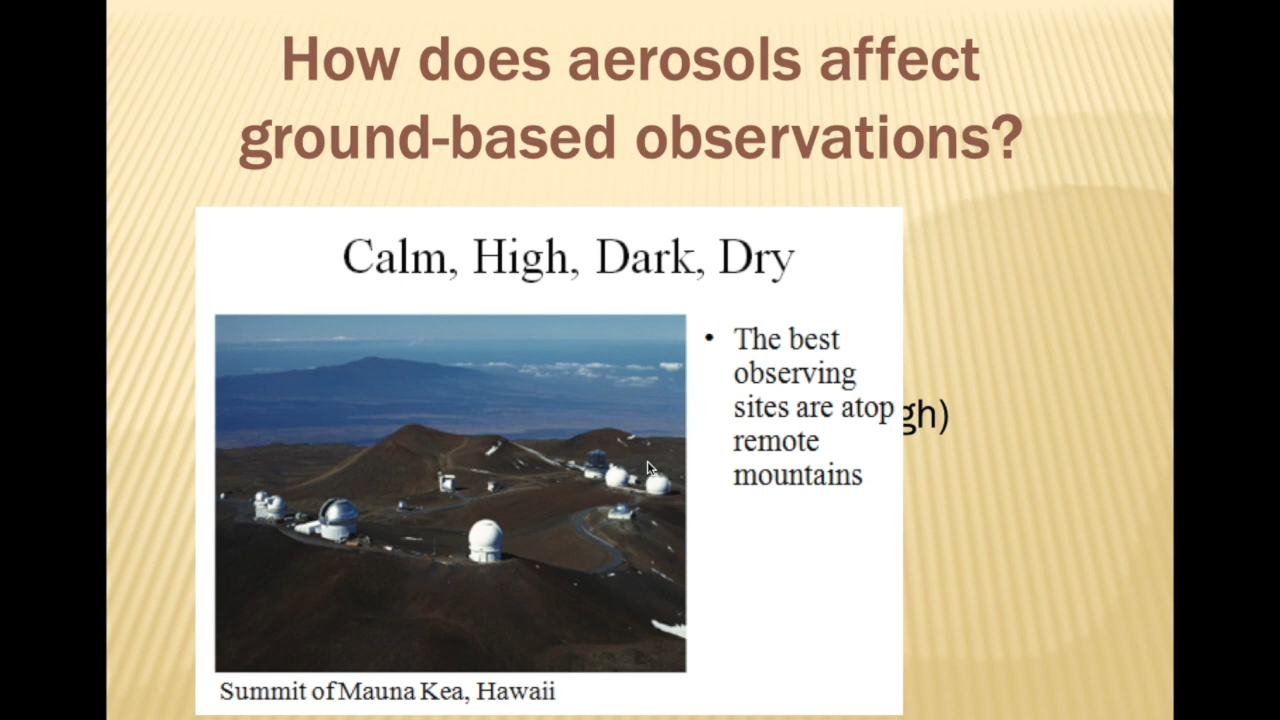 How does aerosols affect
ground-based observations?
Calm, High, Dark, Dry
• The best
observing
sites are atop
remote
mountains
gh)
Summit of Mauna Kea, Hawaii